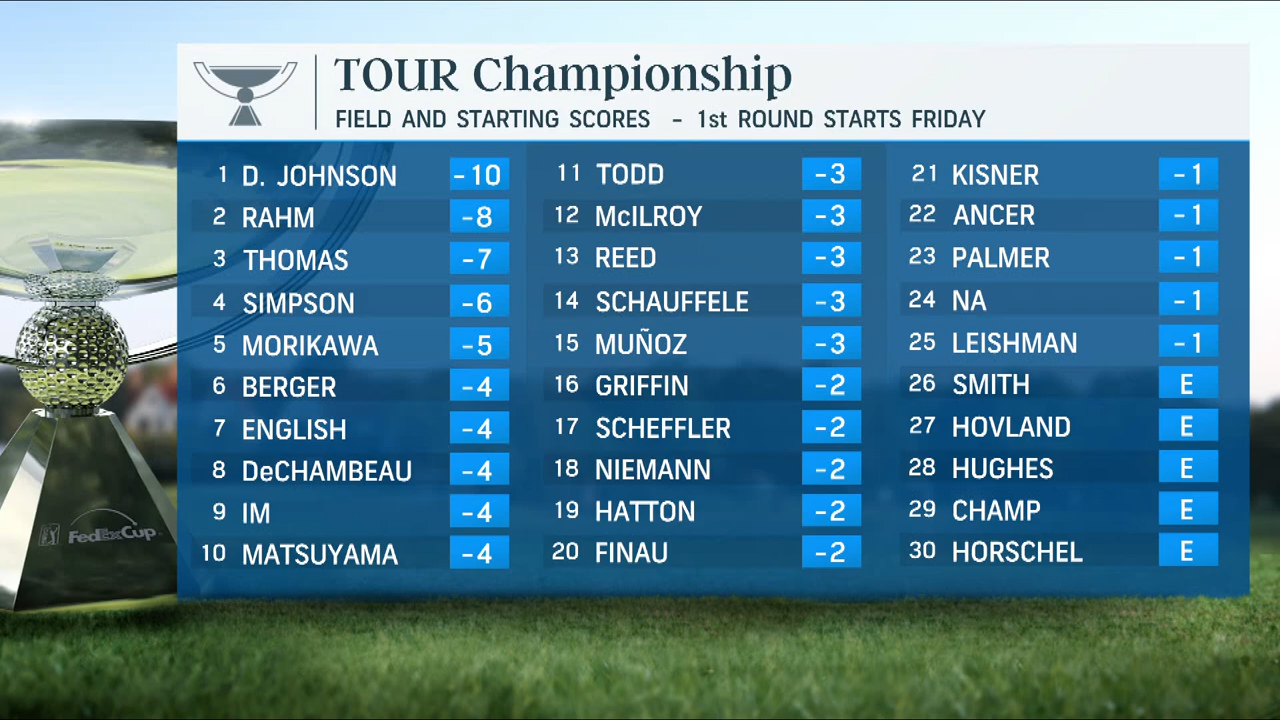 TOUR Championship
FIELD AND STARTING SCORES - 1st ROUND STARTS FRIDAY
1 D. JOHNSON -10
2 RAHM -8
3 THOMAS -7
4 SIMPSON -6
5 MORIKAWA -5
6 BERGER -4
7 ENGLISH -4
8 DeCHAMBEAU -4
9 IM -4
10 MATSUYAMA -4
11 TODD -3
12 McILROY -3
13 REED -3
14 SCHAUFFELE -3
15 MUÑOZ -3
16 GRIFFIN -2
17 SCHEFFLER -2
18 NIEMANN -2
19 HATTON -2
20 FINAU -2
21 KISNER -1
22 ANCER -1
23 PALMER -1
24 NA -1
25 LEISHMAN -1
26 SMITH E
27 HOVLAND E
28 HUGHES E
29 CHAMP E
30 HORSCHEL E
FedExCup